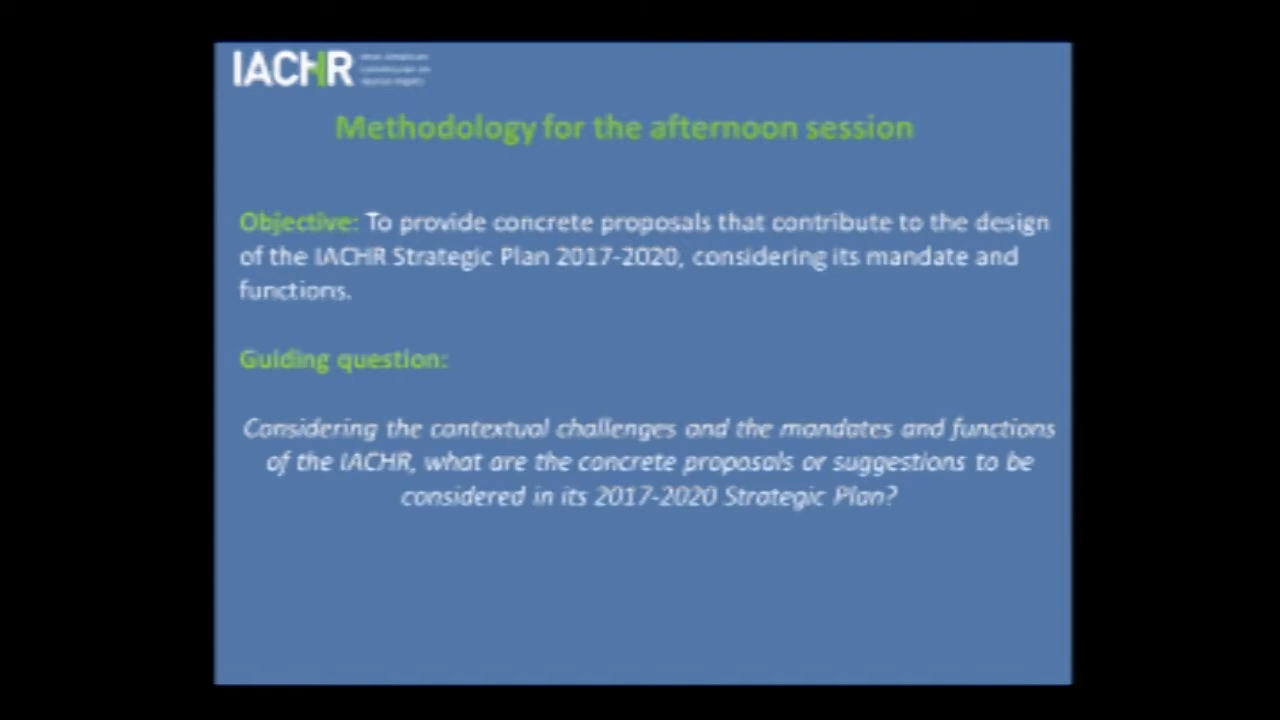 IACHR
Methodology for the afternoon session
Objective: To provide concrete proposals that contribute to the design
of the IACHR Strategic Plan 2017-2020, considering its mandate and
functions.
Guiding question:
Considering the contextual challenges and the mandates and functions
of the IACHR, what are the concrete proposals or suggestions to be
considered in its 2017-2020 Strategic Plan?